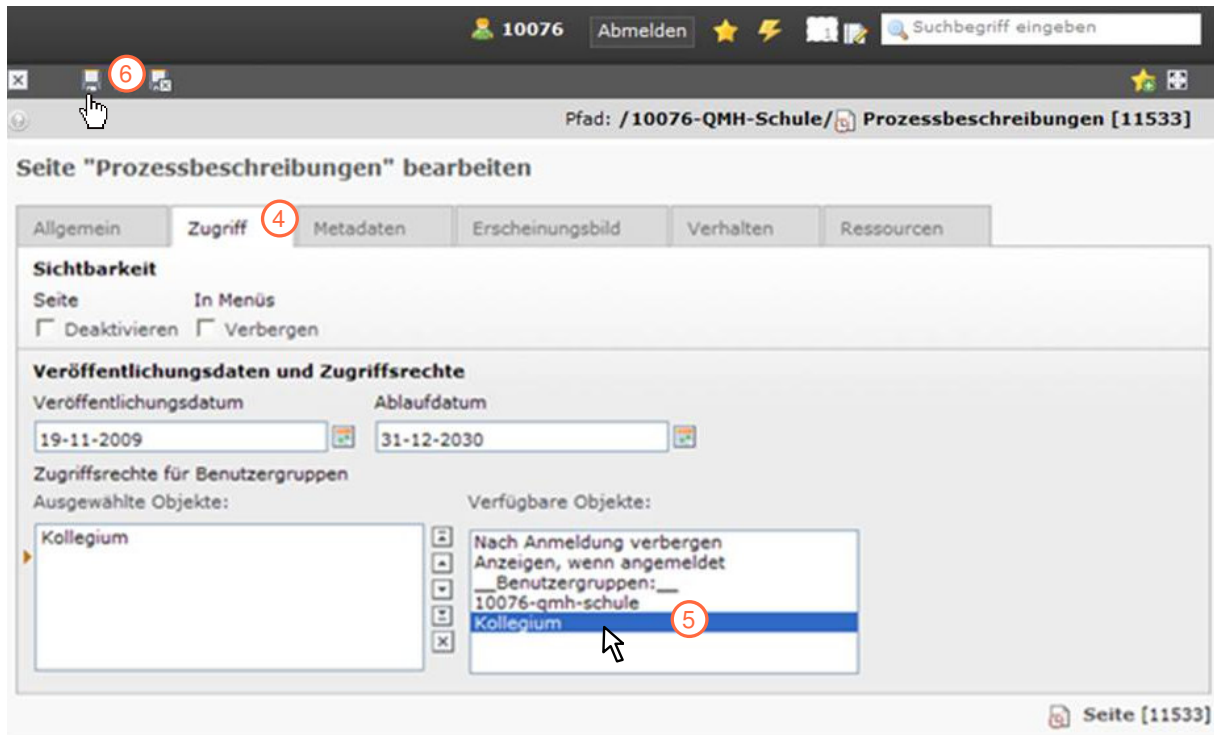 10076 Abmelden 1 Suchbegriff eingeben
6
Pfad: /10076-QMH-Schule/ Prozessbeschreibungen [11533]
Seite "Prozessbeschreibungen" bearbeiten
Allgemein Zugriff 4 Metadaten Erscheinungsbild Verhalten Ressourcen
Sichtbarkeit
Seite In Menüs
Deaktivieren Verbergen
Veröffentlichungsdaten und Zugriffsrechte
Veröffentlichungsdatum Ablaufdatum
19-11-2009 31-12-2030
Zugriffsrechte für Benutzergruppen
Ausgewählte Objekte: Verfügbare Objekte:
Kollegium Nach Anmeldung verbergen
Anzeigen, wenn angemeldet
__Benutzergruppen:__
10076-qmh-schule
Kollegium 5
Seite [11533]